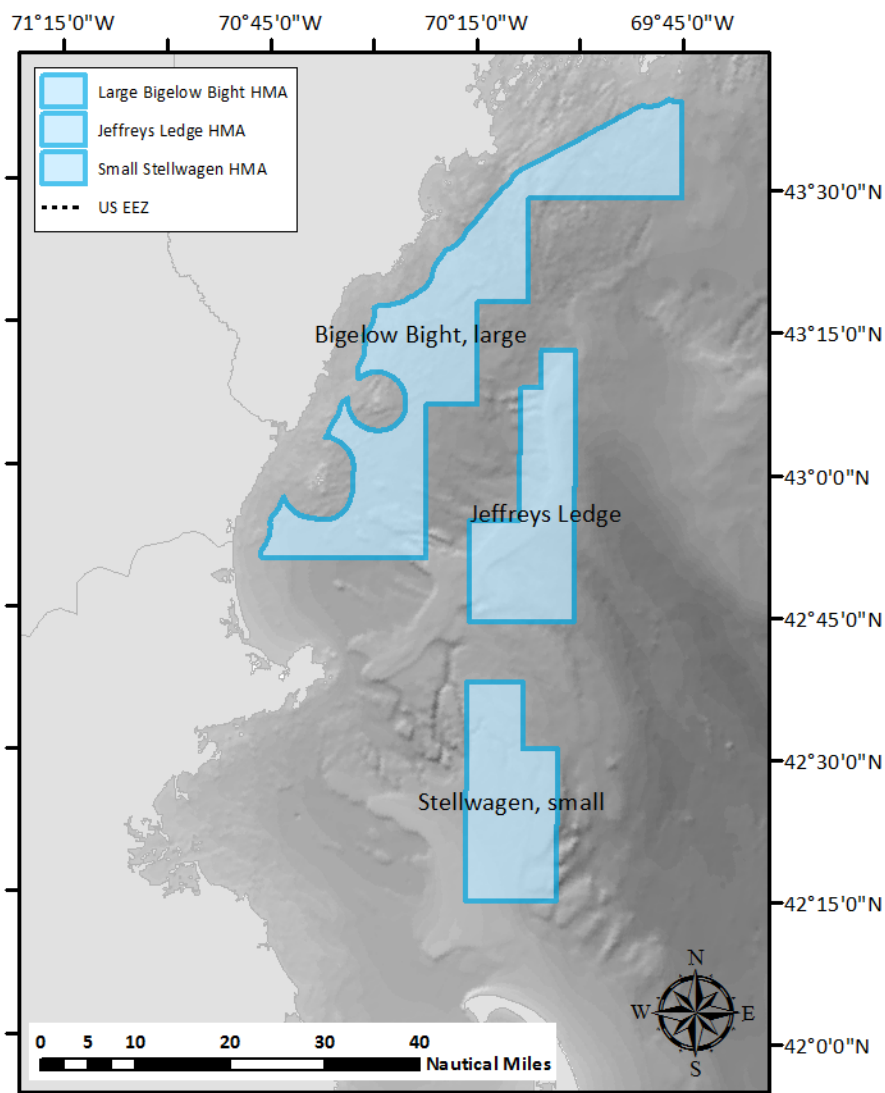 71°15'0"W 70°45'0"W 70°15'0"W 69°45'0"W
Large Bigelow Bight HMA
Jeffreys Ledge HMA
Small Stellwagen HMA
US EEZ
43°30'0"N
43°15'0"N
Bigelow Bight, large
43°0'0"N
Jeffreys Ledge
42°45'0"N
42°30'0"N
Stellwagen, small
42°15'0"N
N
W E
S
42°0'0"N
0 5 10 20 30 40
Nautical Miles